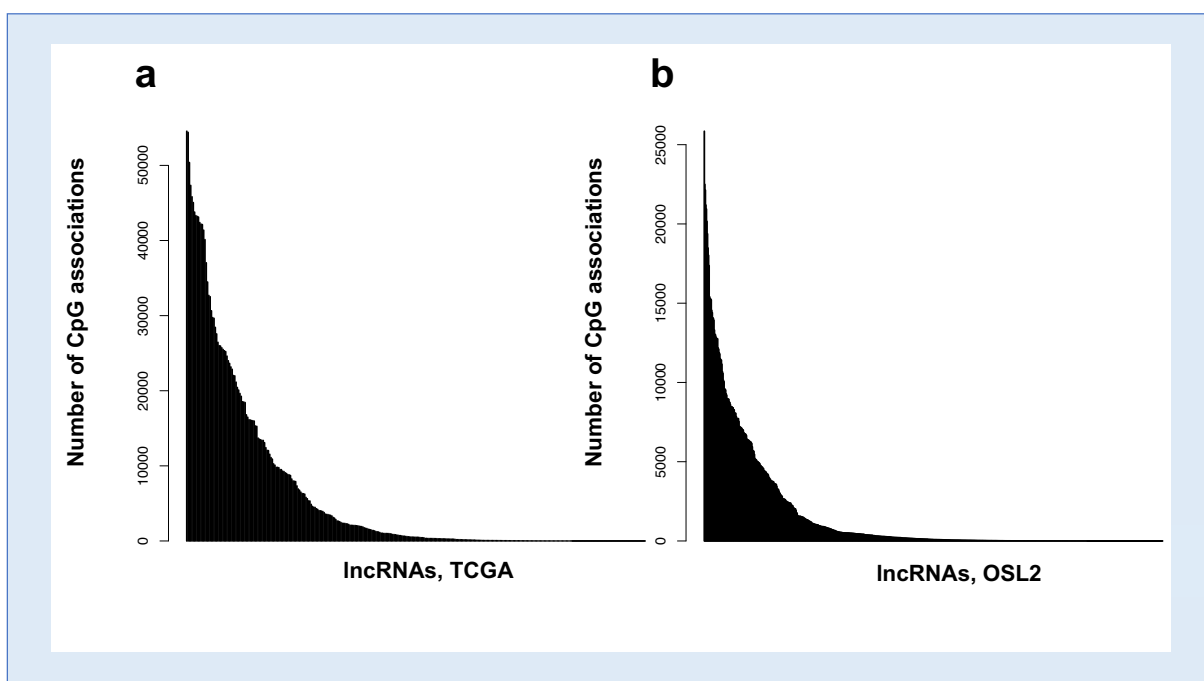 a
Number of CpG associations
50000
40000
30000
20000
10000
0
lncRNAs, TCGA
b
Number of CpG associations
25000
20000
15000
10000
5000
0
lncRNAs, OSL2